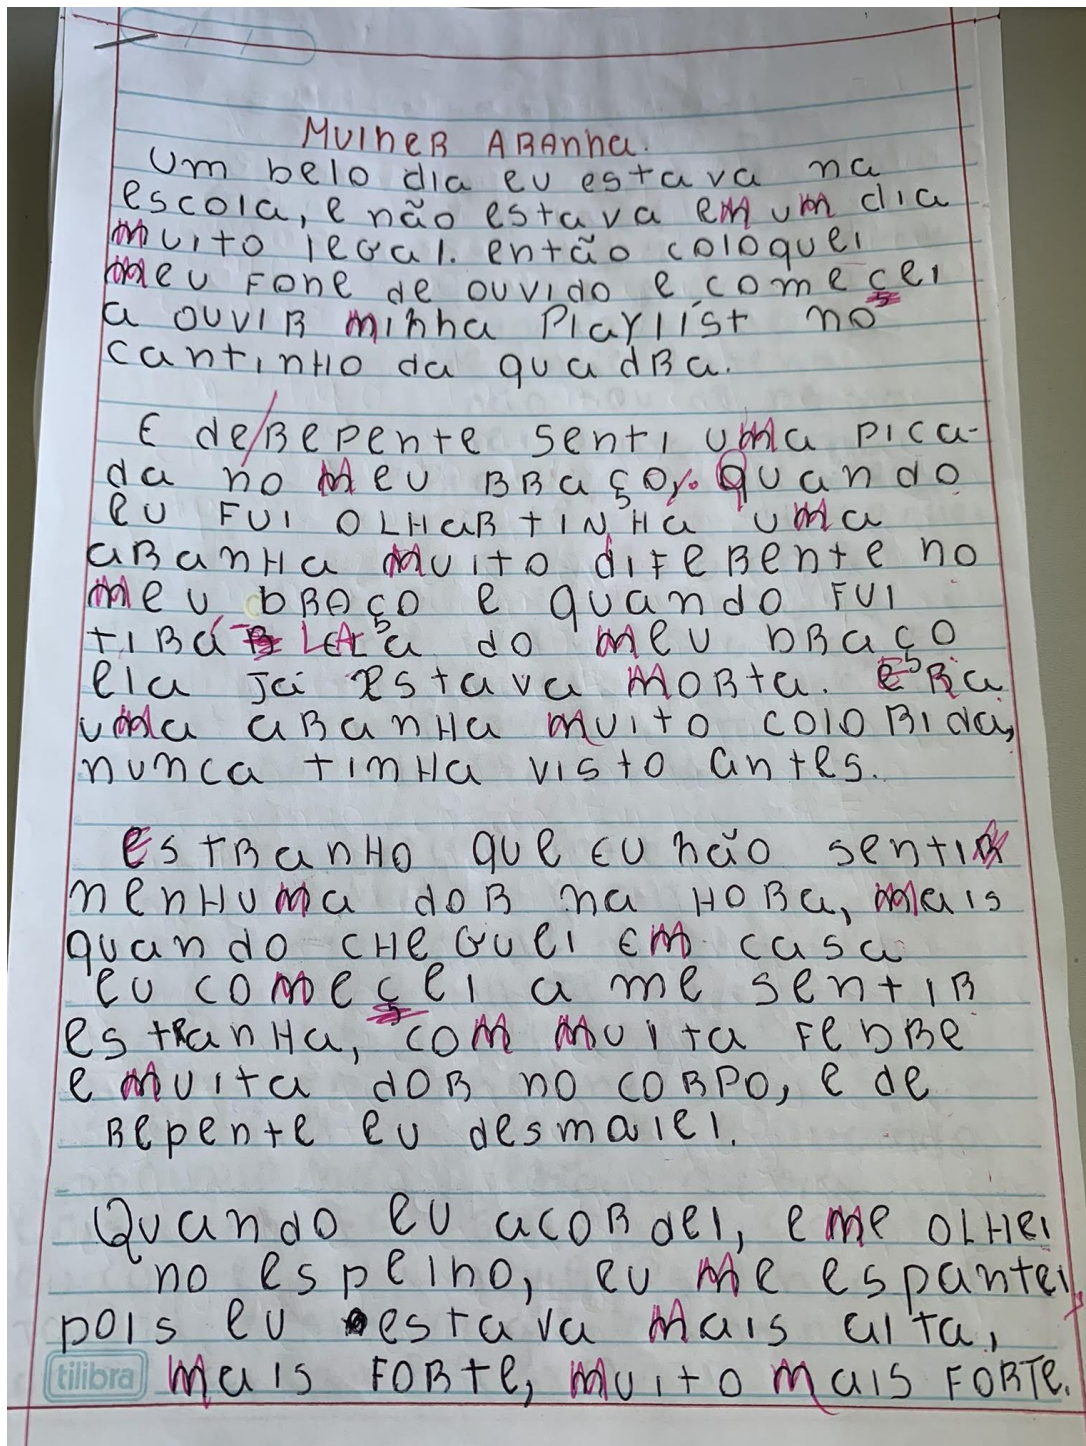 Mulher Aranha.
Um belo dia eu estava na
escola, e não estava em um dia
muito legal. então coloquei
meu fone de ouvido e começei
a ouvir minha Playlist no
cantinho da quadra.
E de/repente senti uma pica-
da no meu braço. Quando
eu fui olhar tinha uma
aranha muito diferente no
meu braço e quando fui
tirá-LA do meu braço
ela já estava morta. Era
uma aranha muito colorida,
nunca tinha visto antes.
Estranho que eu não senti
nenhuma dor na hora, mais
quando cheguei em casa
eu começei a me sentir
estranha, com muita febre
e muita dor no corpo, e de
repente eu desmaiei.
Quando eu acordei, e me olhei
no espelho, eu me espantei,
pois eu estava mais alta,
mais forte, muito mais forte.
tilibra